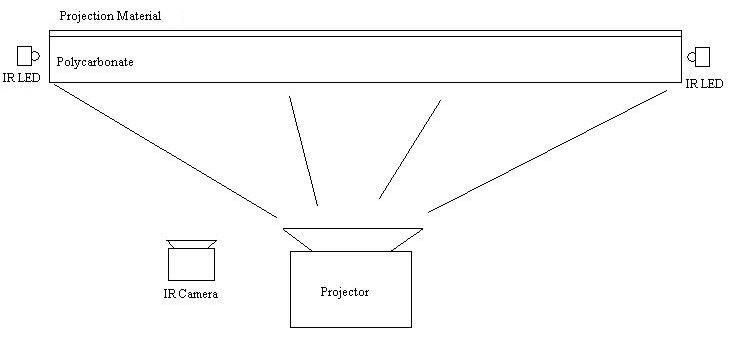 Projection Material
Polycarbonate
IR LED
IR LED
IR Camera
Projector